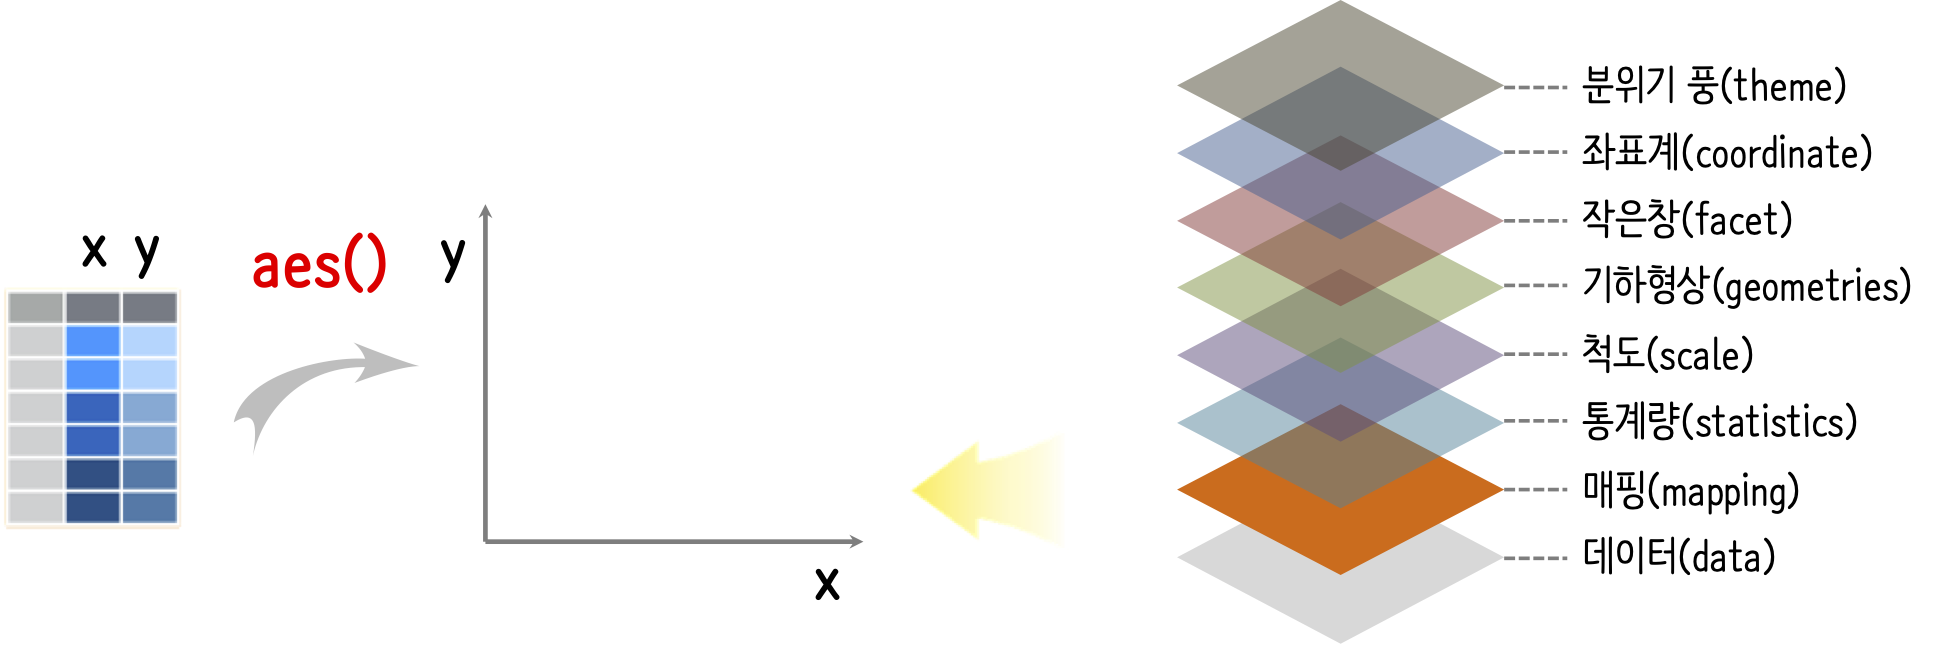 x y
aes()
y
x
분위기 풍(theme)
좌표계(coordinate)
작은창(facet)
기하형상(geometries)
척도(scale)
통계량(statistics)
매핑(mapping)
데이터(data)